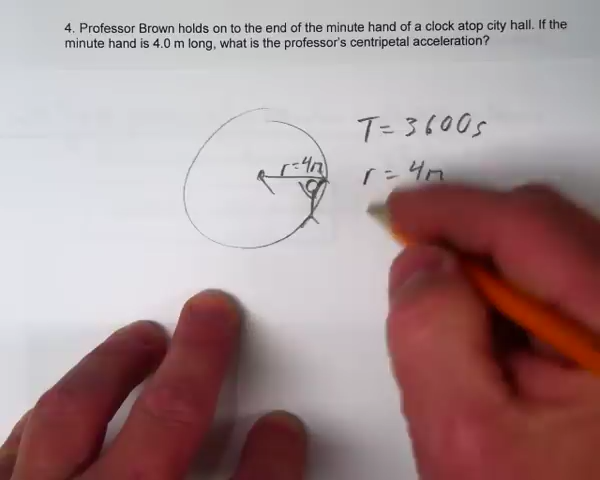 4. Professor Brown holds on to the end of the minute hand of a clock atop city hall. If the
minute hand is 4.0 m long, what is the professor's centripetal acceleration?
T = 3600s
r=4m
r = 4m